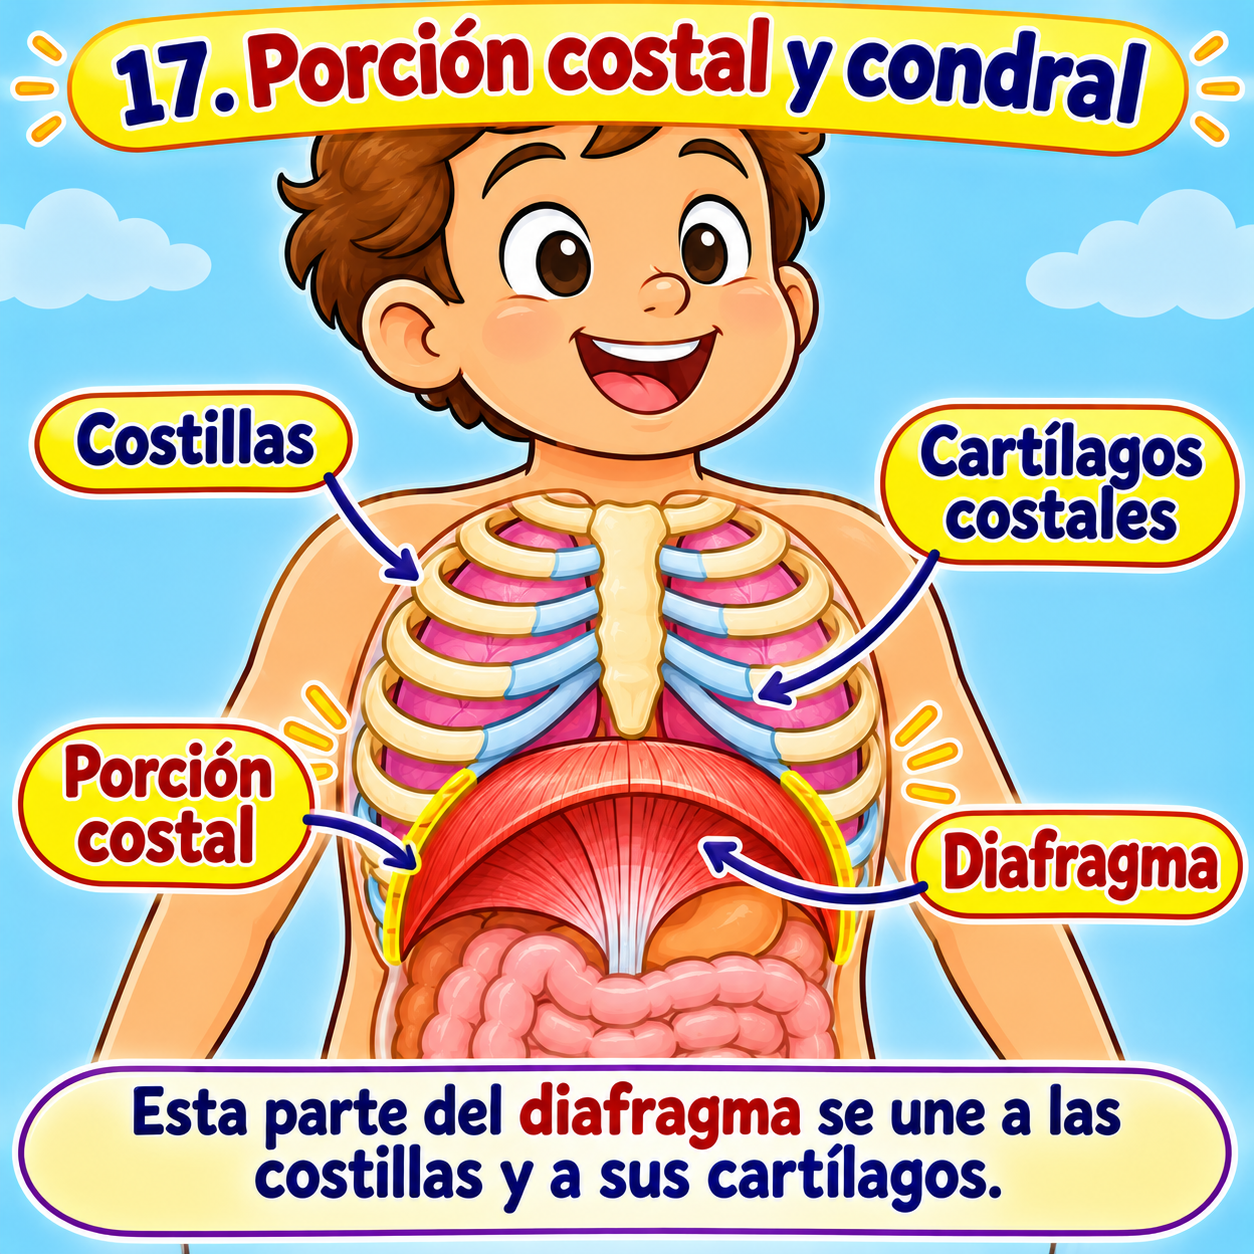 17. Porción costal y condral
Costillas
Cartílagos
costales
Porción
costal
Diafragma
Esta parte del diafragma se une a las
costillas y a sus cartílagos.